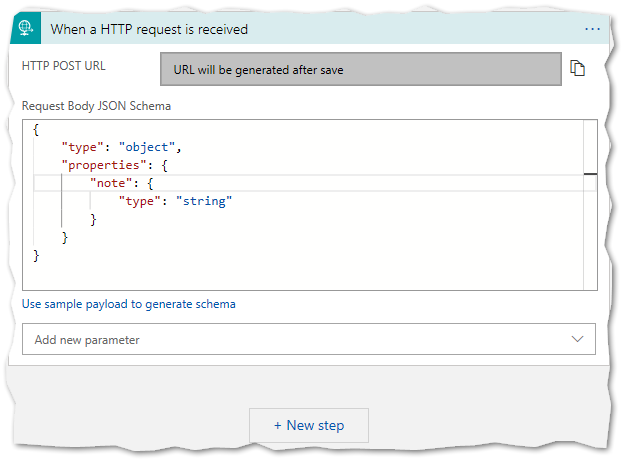 When a HTTP request is received
...
HTTP POST URL
URL will be generated after save
Request Body JSON Schema
{
    "type": "object",
    "properties": {
        "note": {
            "type": "string"
        }
    }
}
Use sample payload to generate schema
Add new parameter
+ New step